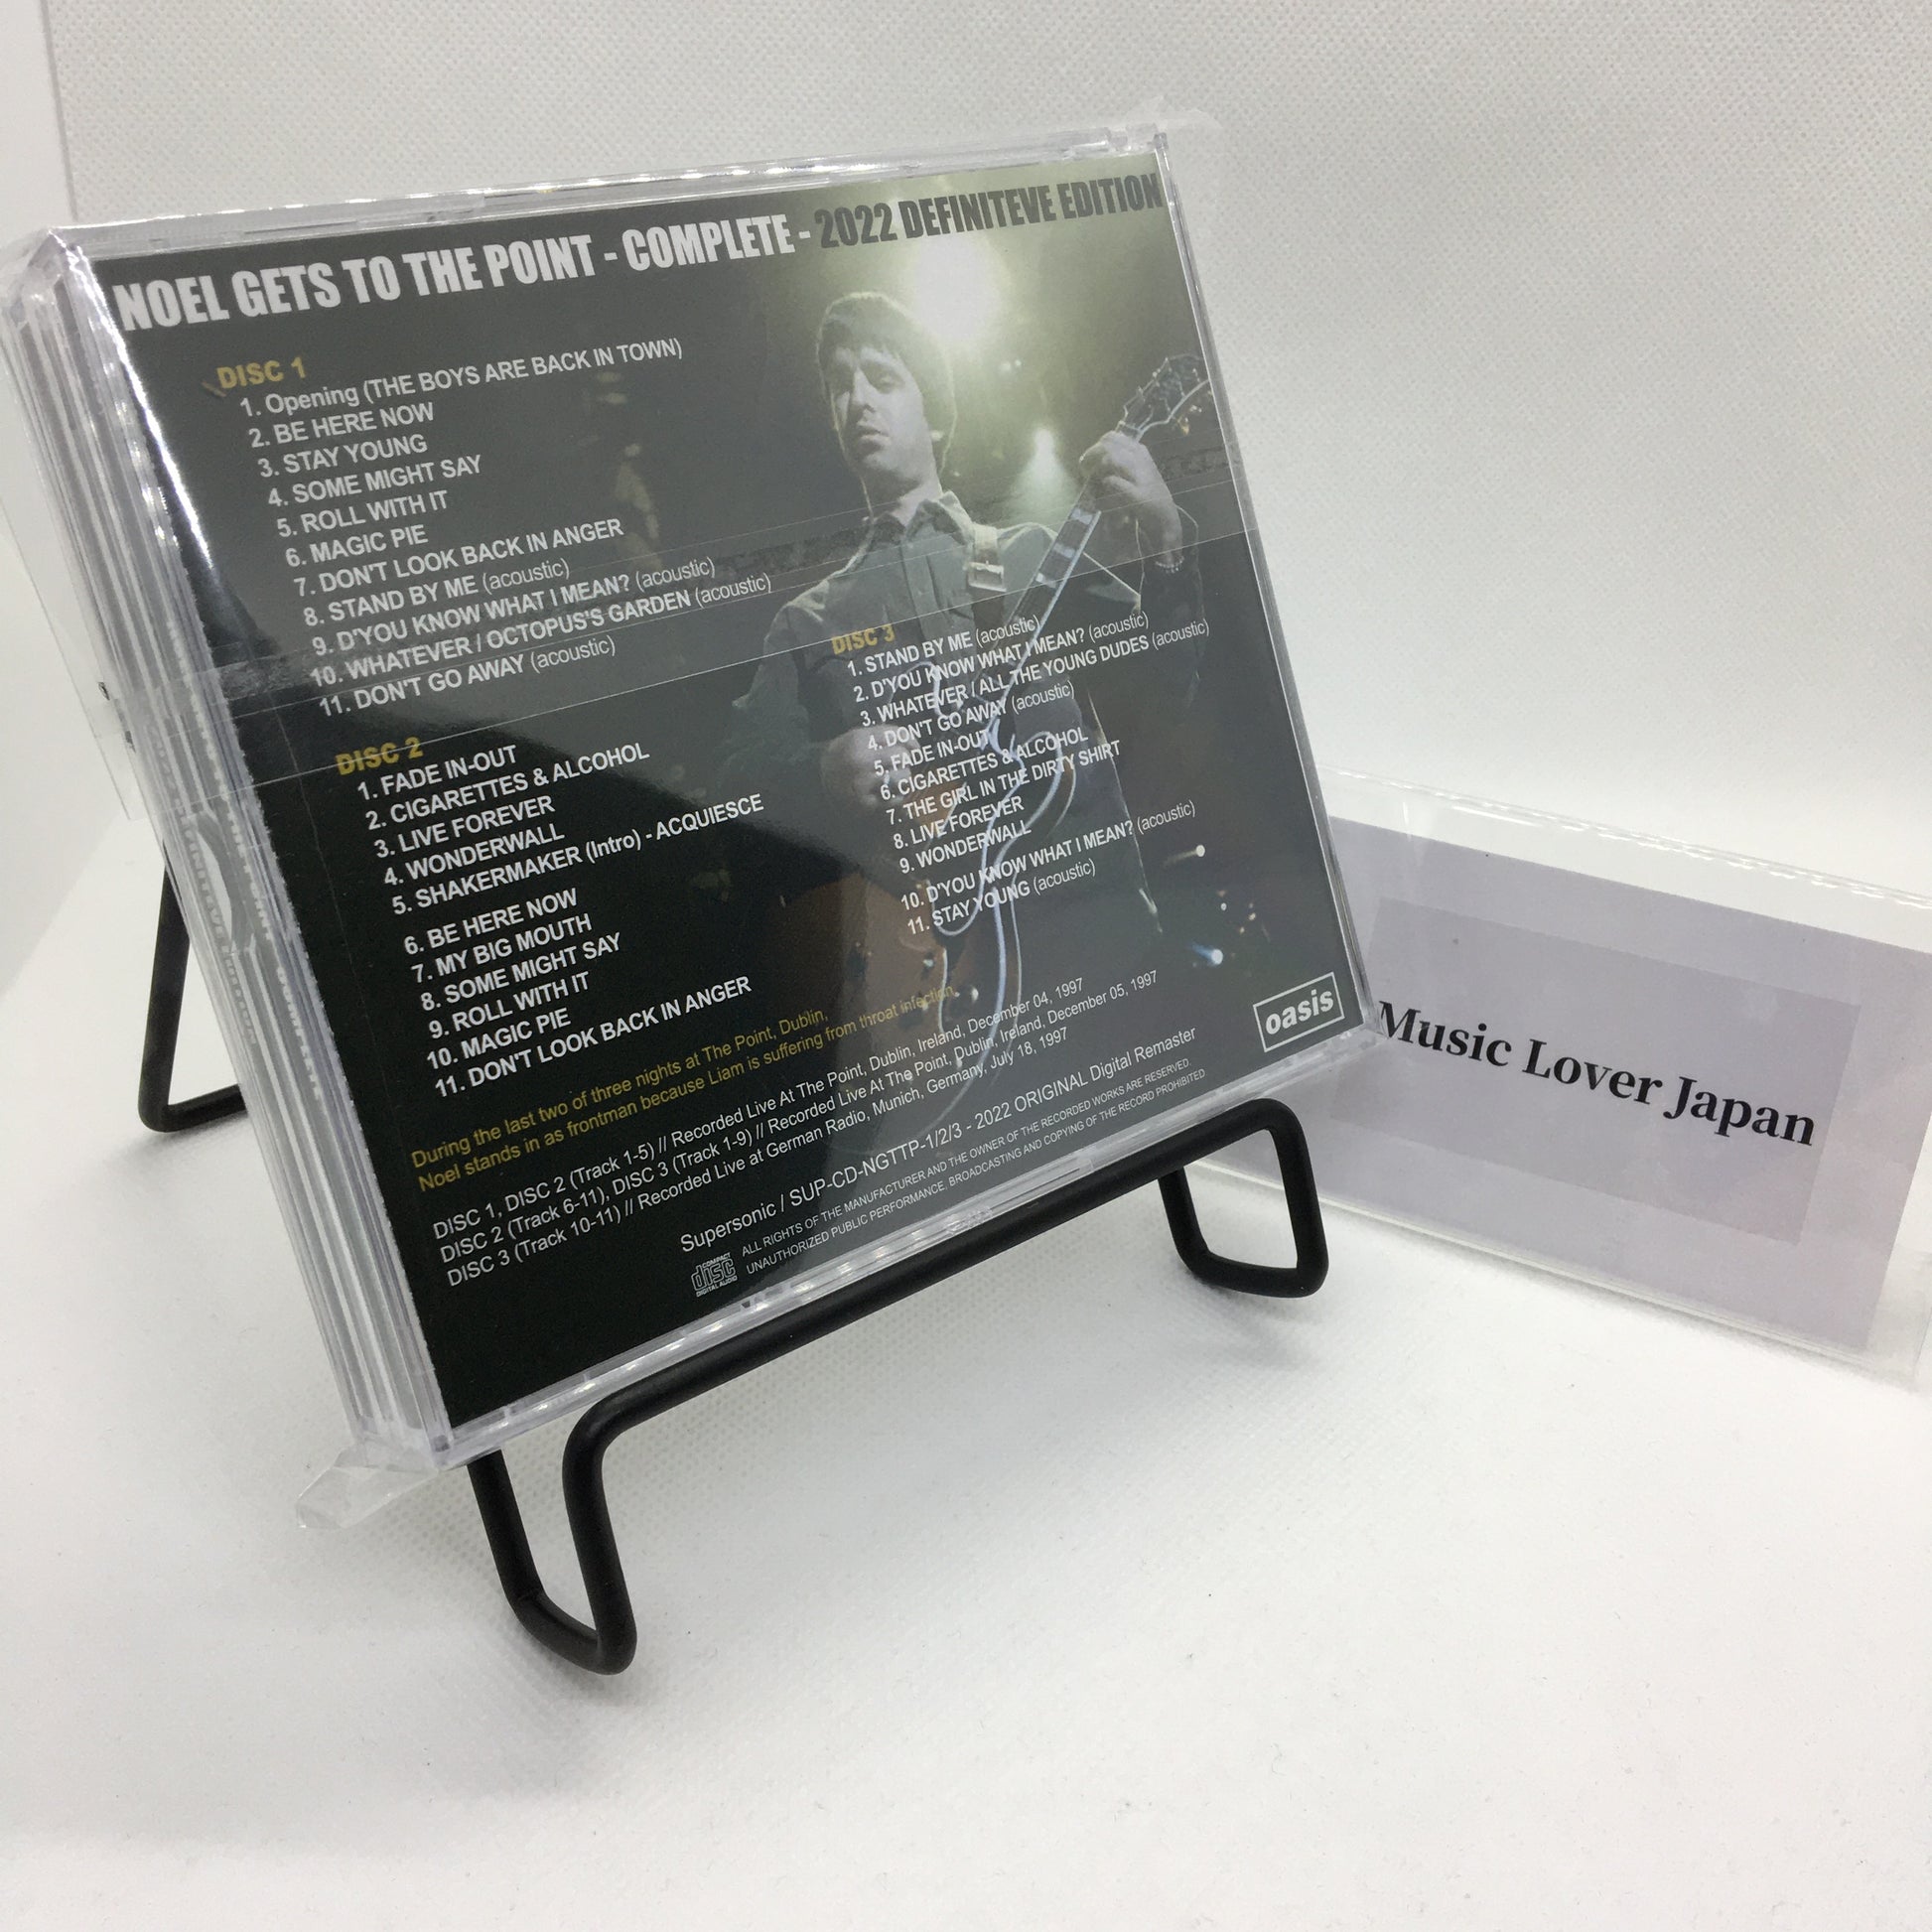 NOEL GETS TO THE POINT - COMPLETE - 2022 DEFINITEVE EDITION
DISC 1
1. Opening (THE BOYS ARE BACK IN TOWN)
2. BE HERE NOW
3. STAY YOUNG
4. SOME MIGHT SAY
5. ROLL WITH IT
6. MAGIC PIE
7. DON'T LOOK BACK IN ANGER
8. STAND BY ME (acoustic)
9. D'YOU KNOW WHAT I MEAN? (acoustic)
10. WHATEVER / OCTOPUS'S GARDEN (acoustic)
11. DON'T GO AWAY (acoustic)
DISC 2
1. FADE IN-OUT
2. CIGARETTES & ALCOHOL
3. LIVE FOREVER
4. WONDERWALL
5. SHAKERMAKER (Intro) - ACQUIESCE
6. BE HERE NOW
7. MY BIG MOUTH
8. SOME MIGHT SAY
9. ROLL WITH IT
10. MAGIC PIE
11. DON'T LOOK BACK IN ANGER
DISC 3
1. STAND BY ME (acoustic)
2. D'YOU KNOW WHAT I MEAN? (acoustic)
3. WHATEVER / ALL THE YOUNG DUDES (acoustic)
4. DON'T GO AWAY (acoustic)
5. FADE IN-OUT
6. CIGARETTES & ALCOHOL
7. THE GIRL IN THE DIRTY SHIRT
8. LIVE FOREVER
9. WONDERWALL
10. D'YOU KNOW WHAT I MEAN? (acoustic)
11. STAY YOUNG (acoustic)
During the last two of three nights at The Point, Dublin,
Noel stands in as frontman because Liam is suffering from throat infection.
DISC 1, DISC 2 (Track 1-5) // Recorded Live At The Point, Dublin, Ireland, December 04, 1997
DISC 2 (Track 6-11), DISC 3 (Track 1-9) // Recorded Live At The Point, Dublin, Ireland, December 05, 1997
DISC 3 (Track 10-11) // Recorded Live at German Radio, Munich, Germany, July 18, 1997
oasis
Supersonic / SUP-CD-NGTTP-1/2/3 - 2022 ORIGINAL Digital Remaster
COMPACT
disc
DIGITAL AUDIO
ALL RIGHTS OF THE MANUFACTURER AND THE OWNER OF THE RECORDED WORKS ARE RESERVED
UNAUTHORIZED PUBLIC PERFORMANCE. BROADCASTING AND COPYING OF THE RECORD PROHIBITED
Music Lover Japan